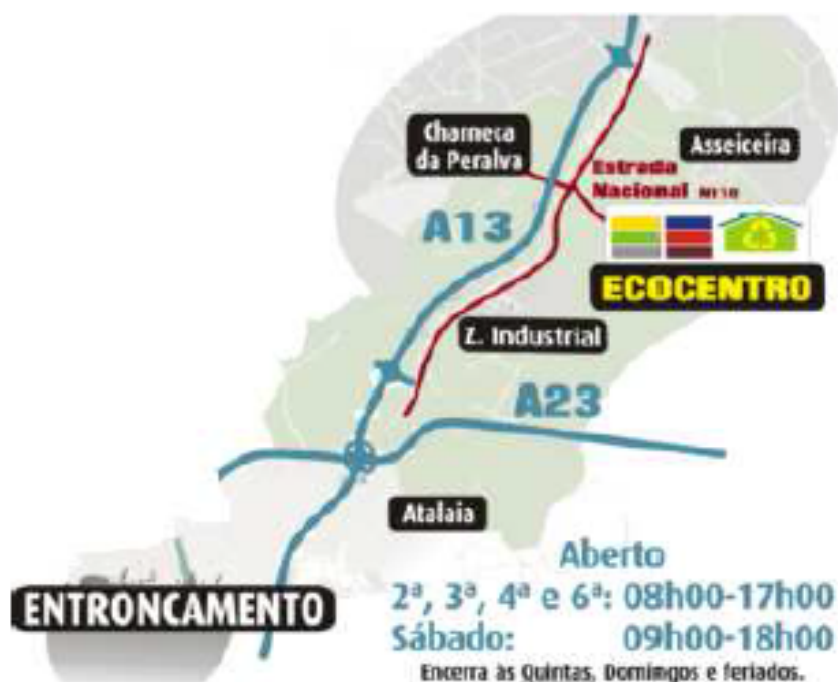 Charneca
da Peralva
Asseiceira
Estrada
Nacional N110
A13
ECOCENTRO
Z. Industrial
A23
Atalaia
ENTRONCAMENTO
Aberto
2ª, 3ª, 4ª e 6ª: 08h00-17h00
Sábado: 09h00-18h00
Encerra às Quintas, Domingos e feriados.